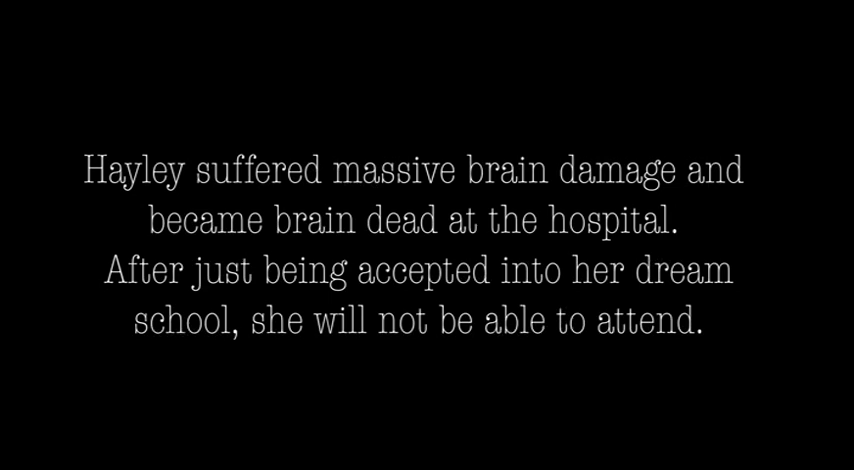 Hayley suffered massive brain damage and
became brain dead at the hospital.
After just being accepted into her dream
school, she will not be able to attend.